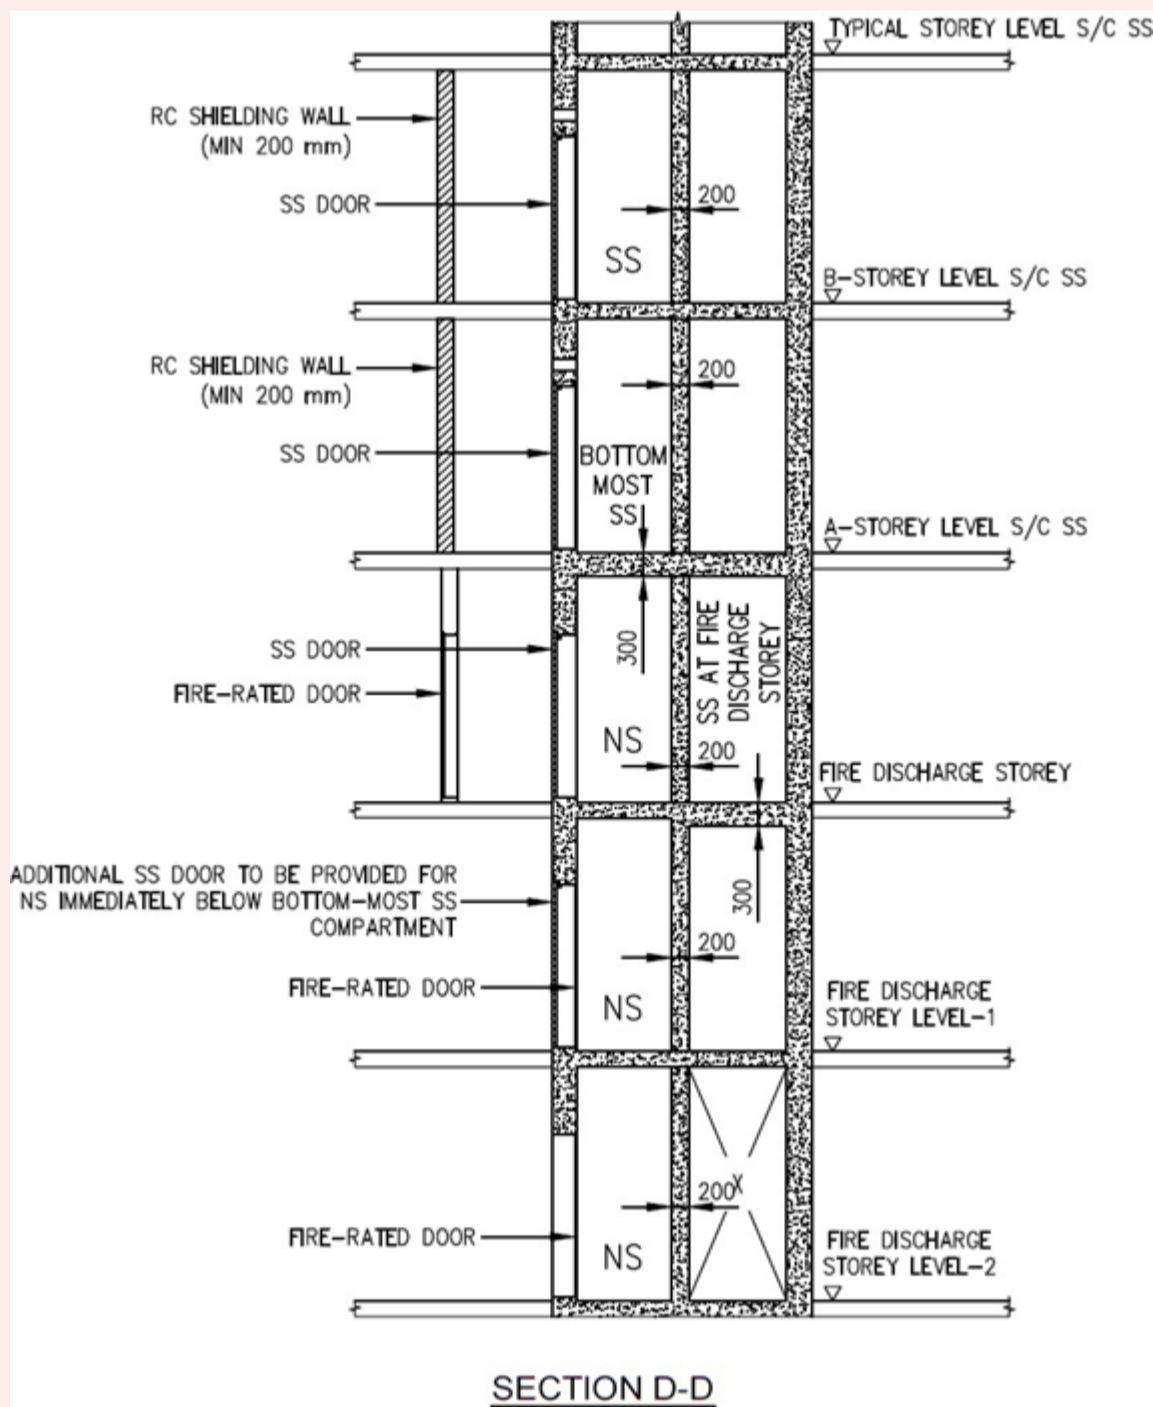 TYPICAL STOREY LEVEL S/C SS
RC SHIELDING WALL
(MIN 200 mm)
SS DOOR
200
SS
B-STOREY LEVEL S/C SS
RC SHIELDING WALL
(MIN 200 mm)
200
SS DOOR
BOTTOM
MOST
SS
A-STOREY LEVEL S/C SS
SS DOOR
300
SS AT FIRE
DISCHARGE
STOREY
FIRE-RATED DOOR
NS
200
FIRE DISCHARGE STOREY
ADDITIONAL SS DOOR TO BE PROVIDED FOR
NS IMMEDIATELY BELOW BOTTOM-MOST SS
COMPARTMENT
300
200
FIRE-RATED DOOR
NS
FIRE DISCHARGE
STOREY LEVEL-1
200
X
FIRE-RATED DOOR
NS
FIRE DISCHARGE
STOREY LEVEL-2
SECTION D-D